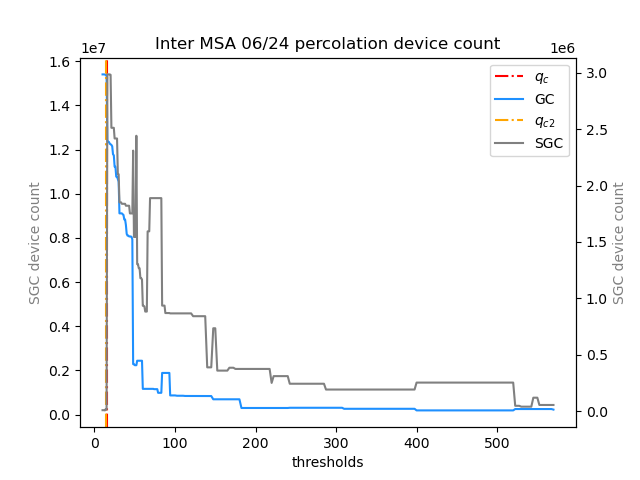 Inter MSA 06/24 percolation device count
1e7
1e6
q_c
GC
q_c2
SGC
1.6
1.4
1.2
1.0
0.8
0.6
0.4
0.2
0.0
SGC device count
3.0
2.5
2.0
1.5
1.0
0.5
0.0
SGC device count
0 100 200 300 400 500
thresholds